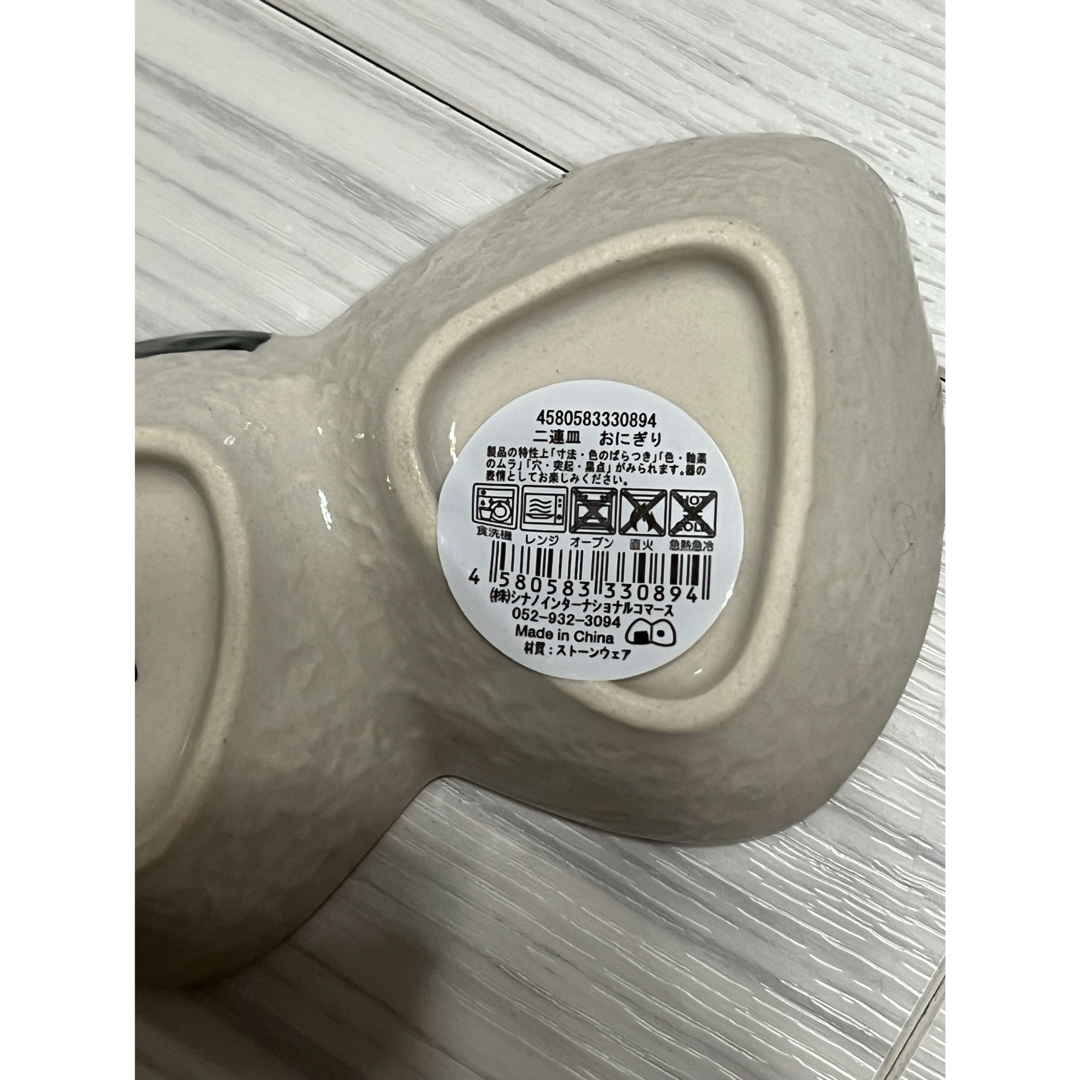 4580583330894
二連皿 おにぎり
製品の特性上「寸法・色のばらつき」「色・釉薬
のムラ」「穴・突起・黒点」がみられます。器の
表情としてお楽しみください。
HOT COLD
食洗機 レンジ オーブン 直火 急熱急冷
4 580583 330894
(株)シナノインターナショナルコマース
052-932-3094
Made in China
材質:ストーンウェア